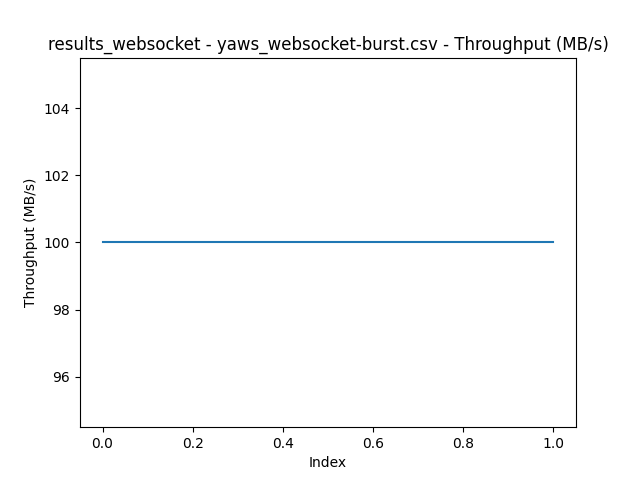 results_websocket - yaws_websocket-burst.csv - Throughput (MB/s)
Throughput (MB/s)
104
102
100
98
96
0.0 0.2 0.4 0.6 0.8 1.0
Index